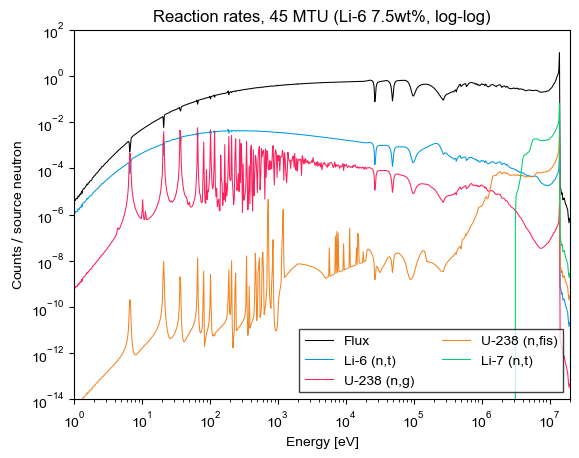 Reaction rates, 45 MTU (Li-6 7.5wt%, log-log)
Counts / source neutron
10^2
10^0
10^-2
10^-4
10^-6
10^-8
10^-10
10^-12
10^-14
Flux
Li-6 (n,t)
U-238 (n,g)
U-238 (n,fis)
Li-7 (n,t)
10^0 10^1 10^2 10^3 10^4 10^5 10^6 10^7
Energy [eV]